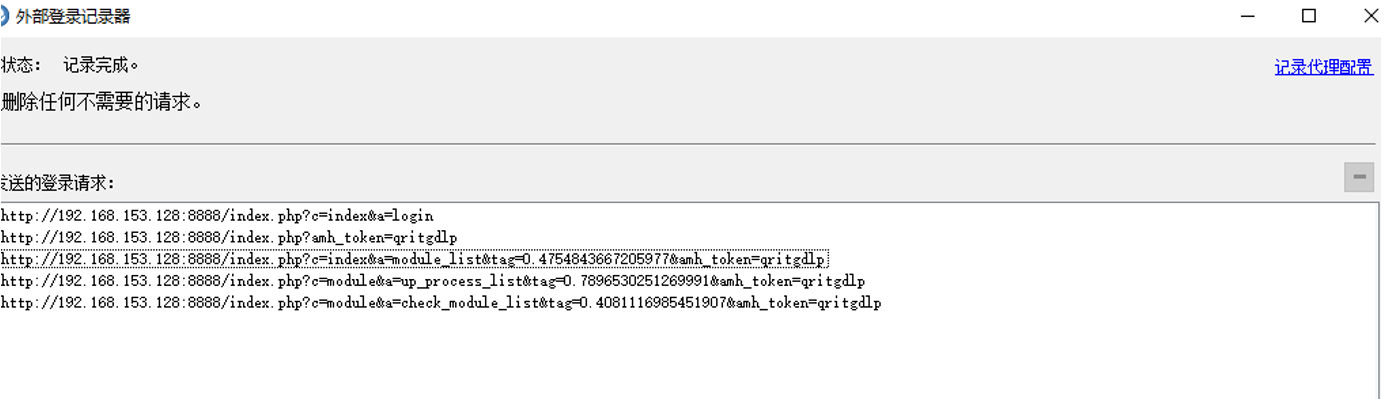 外部登录记录器
状态： 记录完成。
记录代理配置
删除任何不需要的请求。
发送的登录请求：
http://192.168.153.128:8888/index.php?c=index&a=login
http://192.168.153.128:8888/index.php?amh_token=qritgdlp
http://192.168.153.128:8888/index.php?c=index&a=module_list&tag=0.4754843667205977&amh_token=qritgdlp
http://192.168.153.128:8888/index.php?c=module&a=up_process_list&tag=0.7896530251269991&amh_token=qritgdlp
http://192.168.153.128:8888/index.php?c=module&a=check_module_list&tag=0.4081116985451907&amh_token=qritgdlp